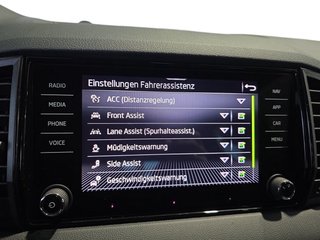 Einstellungen Fahrerassistenz
RADIO
MEDIA
PHONE
VOICE
ACC (Distanzregelung)
Front Assist
Lane Assist (Spurhalteassist.)
Müdigkeitswarnung
Side Assist
Geschwindigkeitswarnung
NAV
APP
CAR
MENU